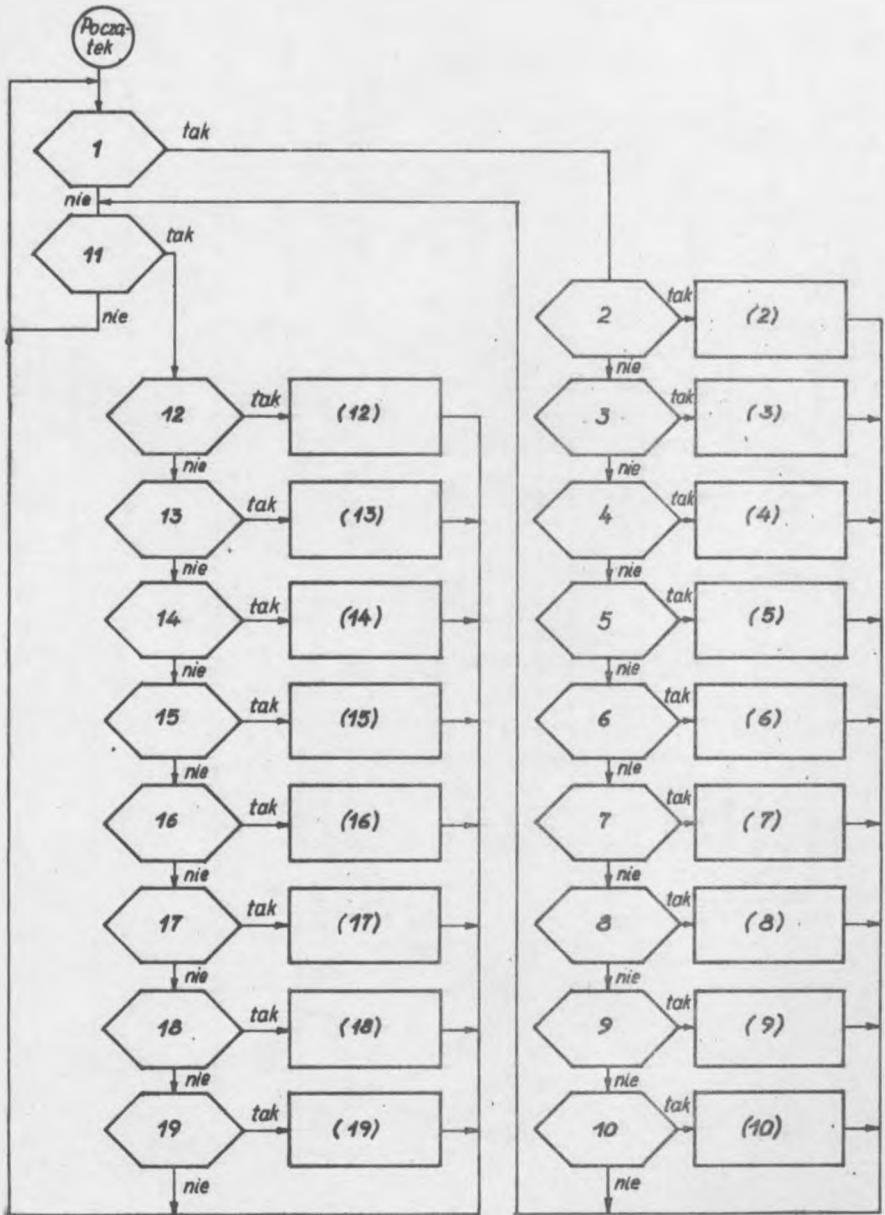 Począ-
tek
1
tak
nie
11
tak
nie
2
tak
(2)
nie
12
tak
(12)
nie
3
tak
(3)
nie
13
tak
(13)
nie
4
tak
(4)
nie
14
tak
(14)
nie
5
tak
(5)
nie
15
tak
(15)
nie
6
tak
(6)
nie
16
tak
(16)
nie
7
tak
(7)
nie
17
tak
(17)
nie
8
tak
(8)
nie
18
tak
(18)
nie
9
tak
(9)
nie
19
tak
(19)
nie
10
tak
(10)
nie